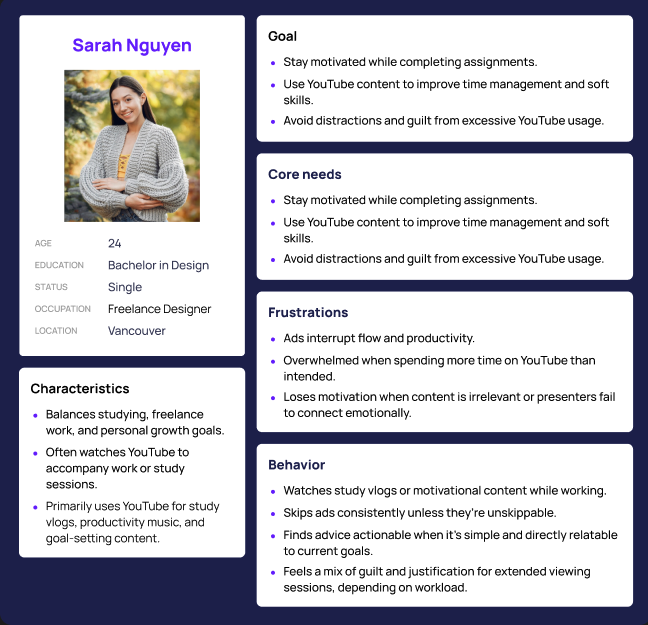 Sarah Nguyen
AGE 24
EDUCATION Bachelor in Design
STATUS Single
OCCUPATION Freelance Designer
LOCATION Vancouver
Characteristics
• Balances studying, freelance
work, and personal growth goals.
• Often watches YouTube to
accompany work or study
sessions.
• Primarily uses YouTube for study
vlogs, productivity music, and
goal-setting content.
Goal
• Stay motivated while completing assignments.
• Use YouTube content to improve time management and soft
skills.
• Avoid distractions and guilt from excessive YouTube usage.
Core needs
• Stay motivated while completing assignments.
• Use YouTube content to improve time management and soft
skills.
• Avoid distractions and guilt from excessive YouTube usage.
Frustrations
• Ads interrupt flow and productivity.
• Overwhelmed when spending more time on YouTube than
intended.
• Loses motivation when content is irrelevant or presenters fail
to connect emotionally.
Behavior
• Watches study vlogs or motivational content while working.
• Skips ads consistently unless they're unskippable.
• Finds advice actionable when it's simple and directly relatable
to current goals.
• Feels a mix of guilt and justification for extended viewing
sessions, depending on workload.